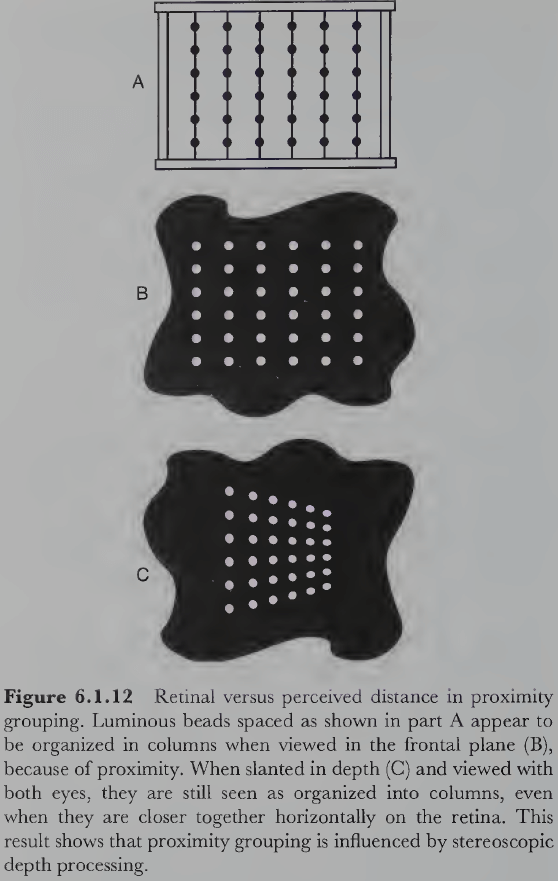 A
B
C
Figure 6.1.12 Retinal versus perceived distance in proximity
grouping. Luminous beads spaced as shown in part A appear to
be organized in columns when viewed in the frontal plane (B),
because of proximity. When slanted in depth (C) and viewed with
both eyes, they are still seen as organized into columns, even
when they are closer together horizontally on the retina. This
result shows that proximity grouping is influenced by stereoscopic
depth processing.